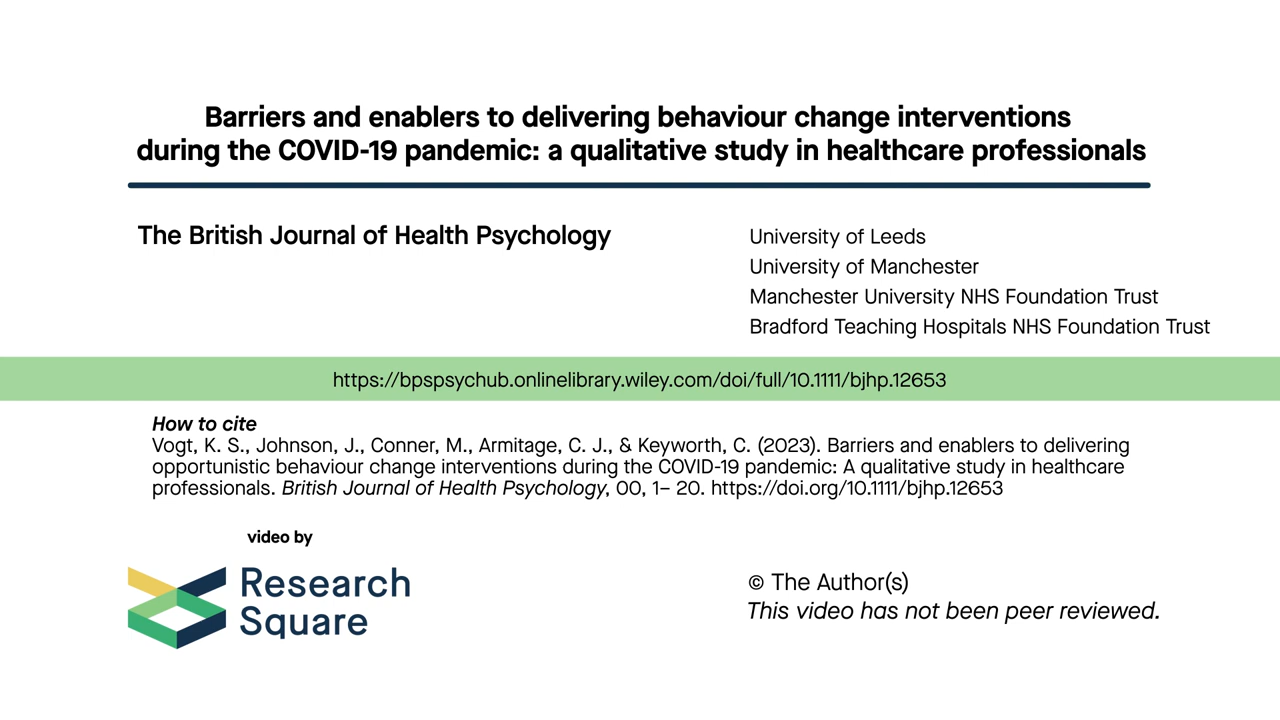 Barriers and enablers to delivering behaviour change interventions
during the COVID-19 pandemic: a qualitative study in healthcare professionals
The British Journal of Health Psychology
University of Leeds
University of Manchester
Manchester University NHS Foundation Trust
Bradford Teaching Hospitals NHS Foundation Trust
https://bpspsychub.onlinelibrary.wiley.com/doi/full/10.1111/bjhp.12653
How to cite
Vogt, K. S., Johnson, J., Conner, M., Armitage, C. J., & Keyworth, C. (2023). Barriers and enablers to delivering
opportunistic behaviour change interventions during the COVID-19 pandemic: A qualitative study in healthcare
professionals. British Journal of Health Psychology, 00, 1– 20. https://doi.org/10.1111/bjhp.12653
video by
Research
Square
© The Author(s)
This video has not been peer reviewed.